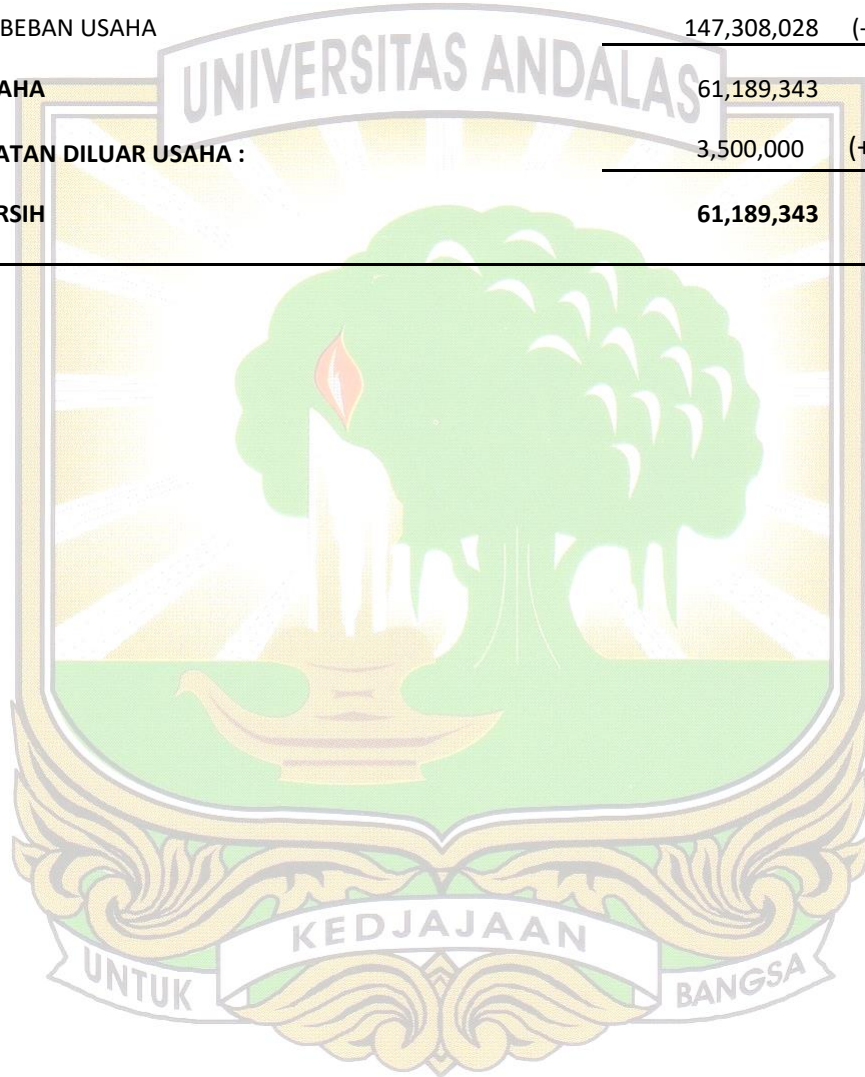 BEBAN USAHA 147,308,028 (-
UNIVERSITAS ANDALAS
AHA 61,189,343
ATAN DILUAR USAHA : 3,500,000 (+
RSIH 61,189,343
KEDJAJAAN
UNTUK BANGSA